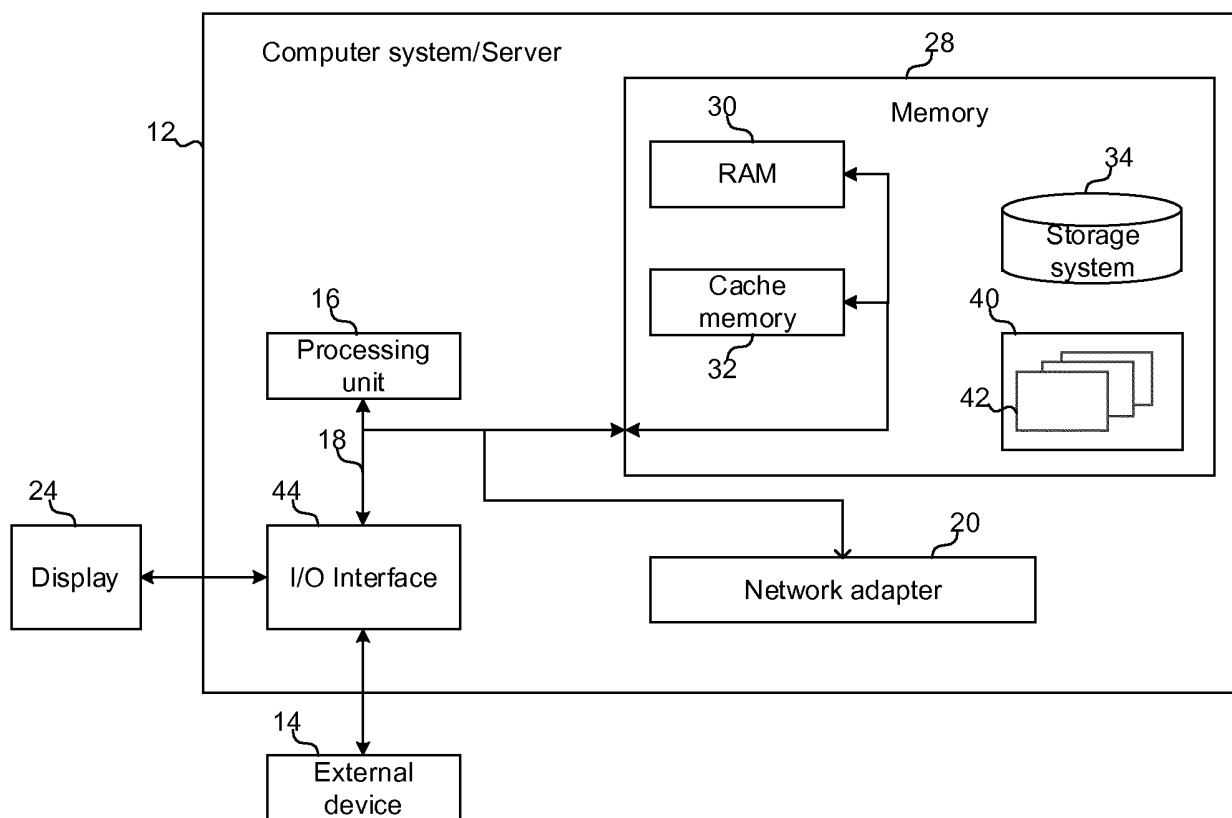 Computer system/Server
28
12
Memory
30
RAM
34
Storage
system
Cache
memory
32
16
Processing
unit
40
42
18
24
44
Display
I/O Interface
20
Network adapter
14
External
device